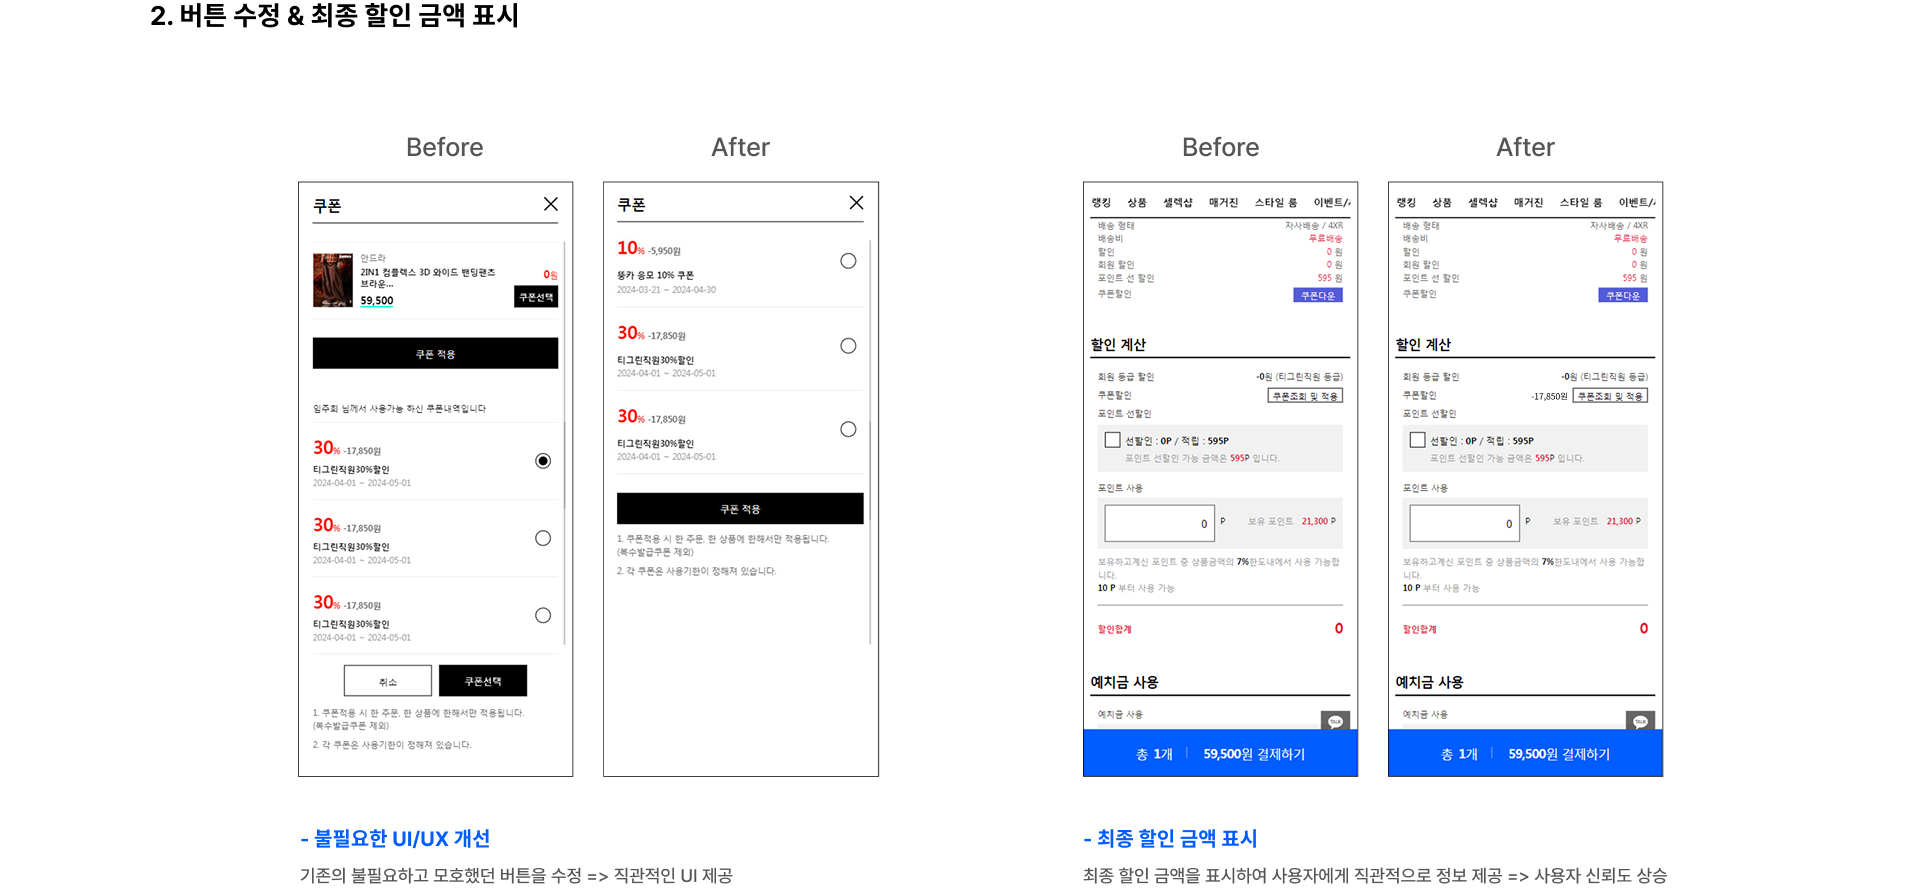 2. 버튼 수정 & 최종 할인 금액 표시
Before
After
쿠폰
안드라
2IN1 컴플렉스 3D 와이드 밴딩팬츠
브라운...
59,500
0원
쿠폰선택
쿠폰 적용
임주희 님께서 사용가능 하신 쿠폰내역입니다
30% -17,850원
티그린직원30%할인
2024-04-01 ~ 2024-05-01
30% -17,850원
티그린직원30%할인
2024-04-01 ~ 2024-05-01
30% -17,850원
티그린직원30%할인
2024-04-01 ~ 2024-05-01
취소
쿠폰선택
1. 쿠폰적용 시 한 주문, 한 상품에 한해서만 적용됩니다.
(복수발급쿠폰 제외)
2. 각 쿠폰은 사용기한이 정해져 있습니다.
쿠폰
10% -5,950원
뚱카 응모 10% 쿠폰
2024-03-21 ~ 2024-04-30
30% -17,850원
티그린직원30%할인
2024-04-01 ~ 2024-05-01
30% -17,850원
티그린직원30%할인
2024-04-01 ~ 2024-05-01
쿠폰 적용
1. 쿠폰적용 시 한 주문, 한 상품에 한해서만 적용됩니다.
(복수발급쿠폰 제외)
2. 각 쿠폰은 사용기한이 정해져 있습니다.
- 불필요한 UI/UX 개선
기존의 불필요하고 모호했던 버튼을 수정 => 직관적인 UI 제공
Before
After
랭킹 상품 셀렉샵 매거진 스타일 룸 이벤트/
배송 형태 자사배송 / 4XR
배송비 무료배송
할인 0 원
회원 할인 0 원
포인트 선 할인 595 원
쿠폰할인 쿠폰다운
할인 계산
회원 등급 할인 -0원 (티그린직원 등급)
쿠폰할인 쿠폰조회 및 적용
포인트 선할인
선할인 : 0P / 적립 : 595P
포인트 선할인 가능 금액은 595P 입니다.
포인트 사용
0 P 보유 포인트 21,300 P
보유하고계신 포인트 중 상품금액의 7%한도내에서 사용 가능합
니다.
10 P 부터 사용 가능
할인합계 0
예치금 사용
예치금 사용
TALK
총 1개 59,500원 결제하기
랭킹 상품 셀렉샵 매거진 스타일 룸 이벤트/
배송 형태 자사배송 / 4XR
배송비 무료배송
할인 0 원
회원 할인 0 원
포인트 선 할인 595 원
쿠폰할인 쿠폰다운
할인 계산
회원 등급 할인 -0원 (티그린직원 등급)
쿠폰할인 -17,850원 쿠폰조회 및 적용
포인트 선할인
선할인 : 0P / 적립 : 595P
포인트 선할인 가능 금액은 595P 입니다.
포인트 사용
0 P 보유 포인트 21,300 P
보유하고계신 포인트 중 상품금액의 7%한도내에서 사용 가능합
니다.
10 P 부터 사용 가능
할인합계 0
예치금 사용
예치금 사용
TALK
총 1개 59,500원 결제하기
- 최종 할인 금액 표시
최종 할인 금액을 표시하여 사용자에게 직관적으로 정보 제공 => 사용자 신뢰도 상승